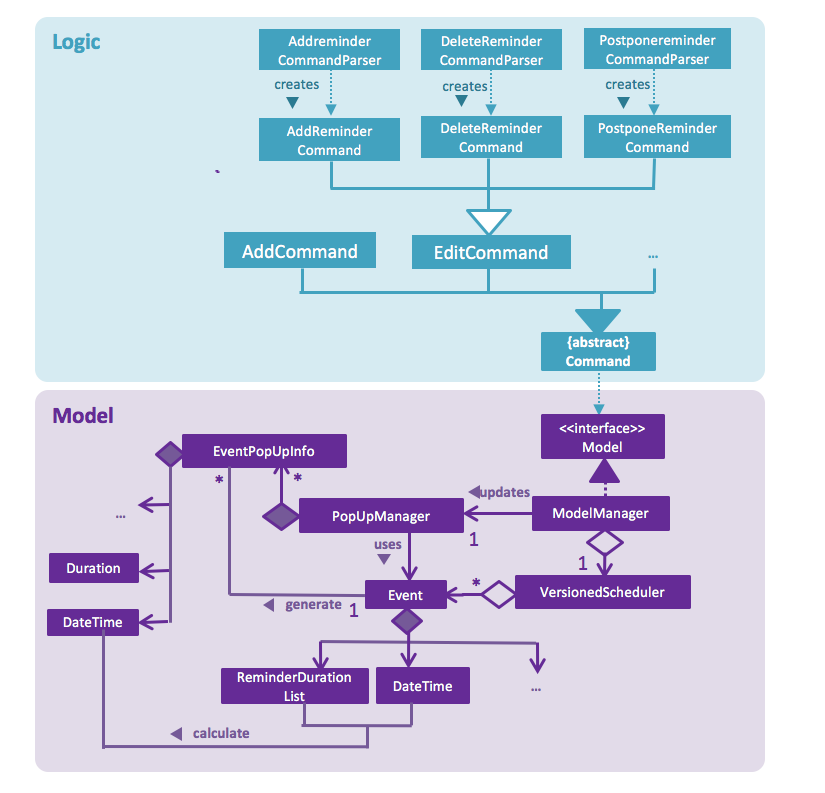 Logic
Addreminder
CommandParser
DeleteReminder
CommandParser
Postponereminder
CommandParser
creates
creates
creates
AddReminder
Command
DeleteReminder
Command
PostponeReminder
Command
`
AddCommand
EditCommand
...
{abstract}
Command
Model
<<interface>>
Model
EventPopUpInfo
*
*
updates
...
PopUpManager
ModelManager
1
uses
1
Duration
*
Event
VersionedScheduler
generate
1
DateTime
ReminderDuration
List
DateTime
...
calculate